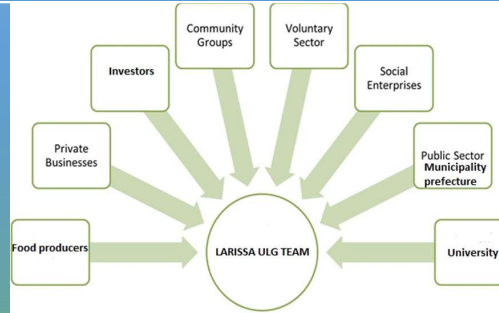 Community
Groups
Voluntary
Sector
Investors
Social
Enterprises
Private
Businesses
Public Sector
Municipality
prefecture
Food producers
LARISSA ULG TEAM
University